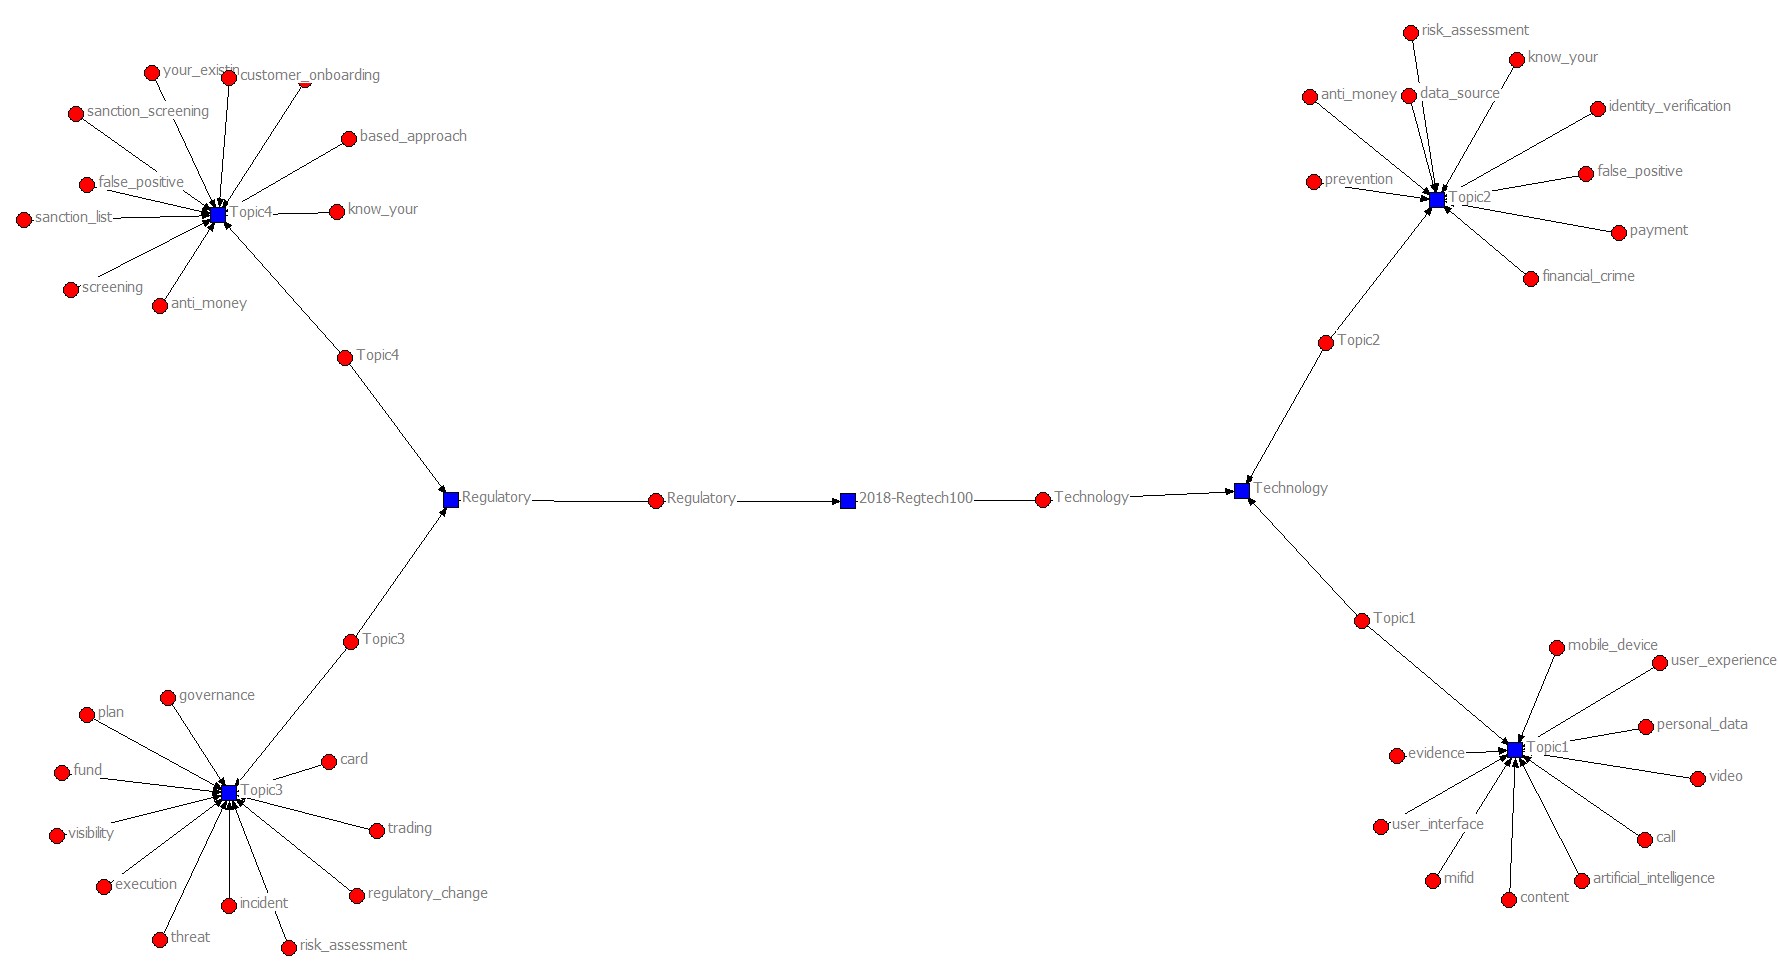 risk_assessment
know_your
your_existin
customer_onboarding
anti_money
data_source
identity_verification
sanction_screening
based_approach
false_positive
false_positive
prevention
sanction_list
Topic4
know_your
Topic2
payment
screening
anti_money
financial_crime
Topic4
Topic2
Regulatory
Regulatory
2018-Regtech100
Technology
Technology
Topic3
Topic1
governance
plan
mobile_device
user_experience
personal_data
card
fund
evidence
Topic1
video
Topic3
visibility
trading
user_interface
call
execution
incident
regulatory_change
mifid
artificial_intelligence
content
threat
risk_assessment